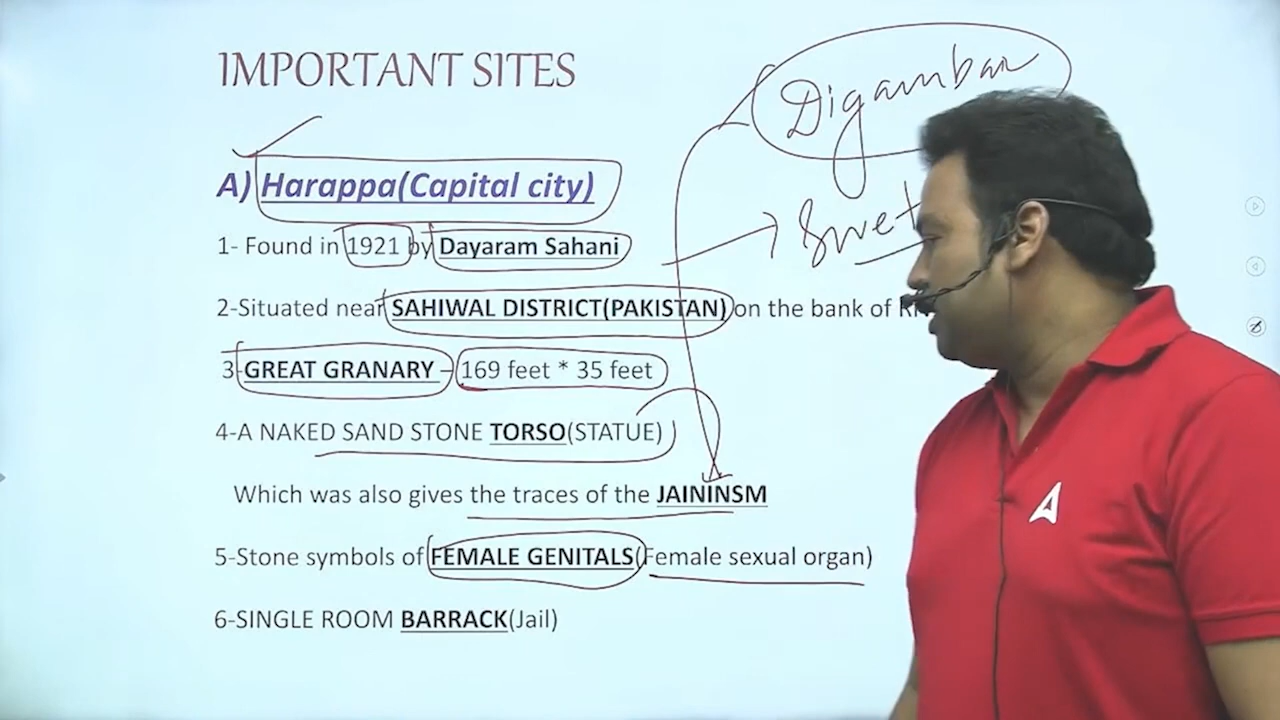 IMPORTANT SITES
Digambar
A) Harappa(Capital city)
Swet
1- Found in 1921 by Dayaram Sahani
2-Situated near SAHIWAL DISTRICT(PAKISTAN) on the bank of
3-GREAT GRANARY – 169 feet * 35 feet
4-A NAKED SAND STONE TORSO(STATUE)
Which was also gives the traces of the JAININSM
5-Stone symbols of FEMALE GENITALS(Female sexual organ)
6-SINGLE ROOM BARRACK(Jail)